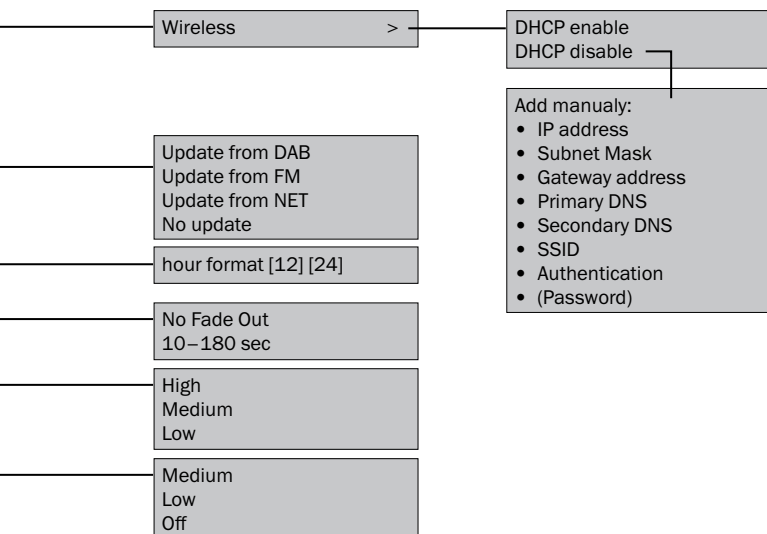 Wireless >
DHCP enable
DHCP disable
Add manualy:
• IP address
• Subnet Mask
• Gateway address
• Primary DNS
• Secondary DNS
• SSID
• Authentication
• (Password)
Update from DAB
Update from FM
Update from NET
No update
hour format [12] [24]
No Fade Out
10–180 sec
High
Medium
Low
Medium
Low
Off